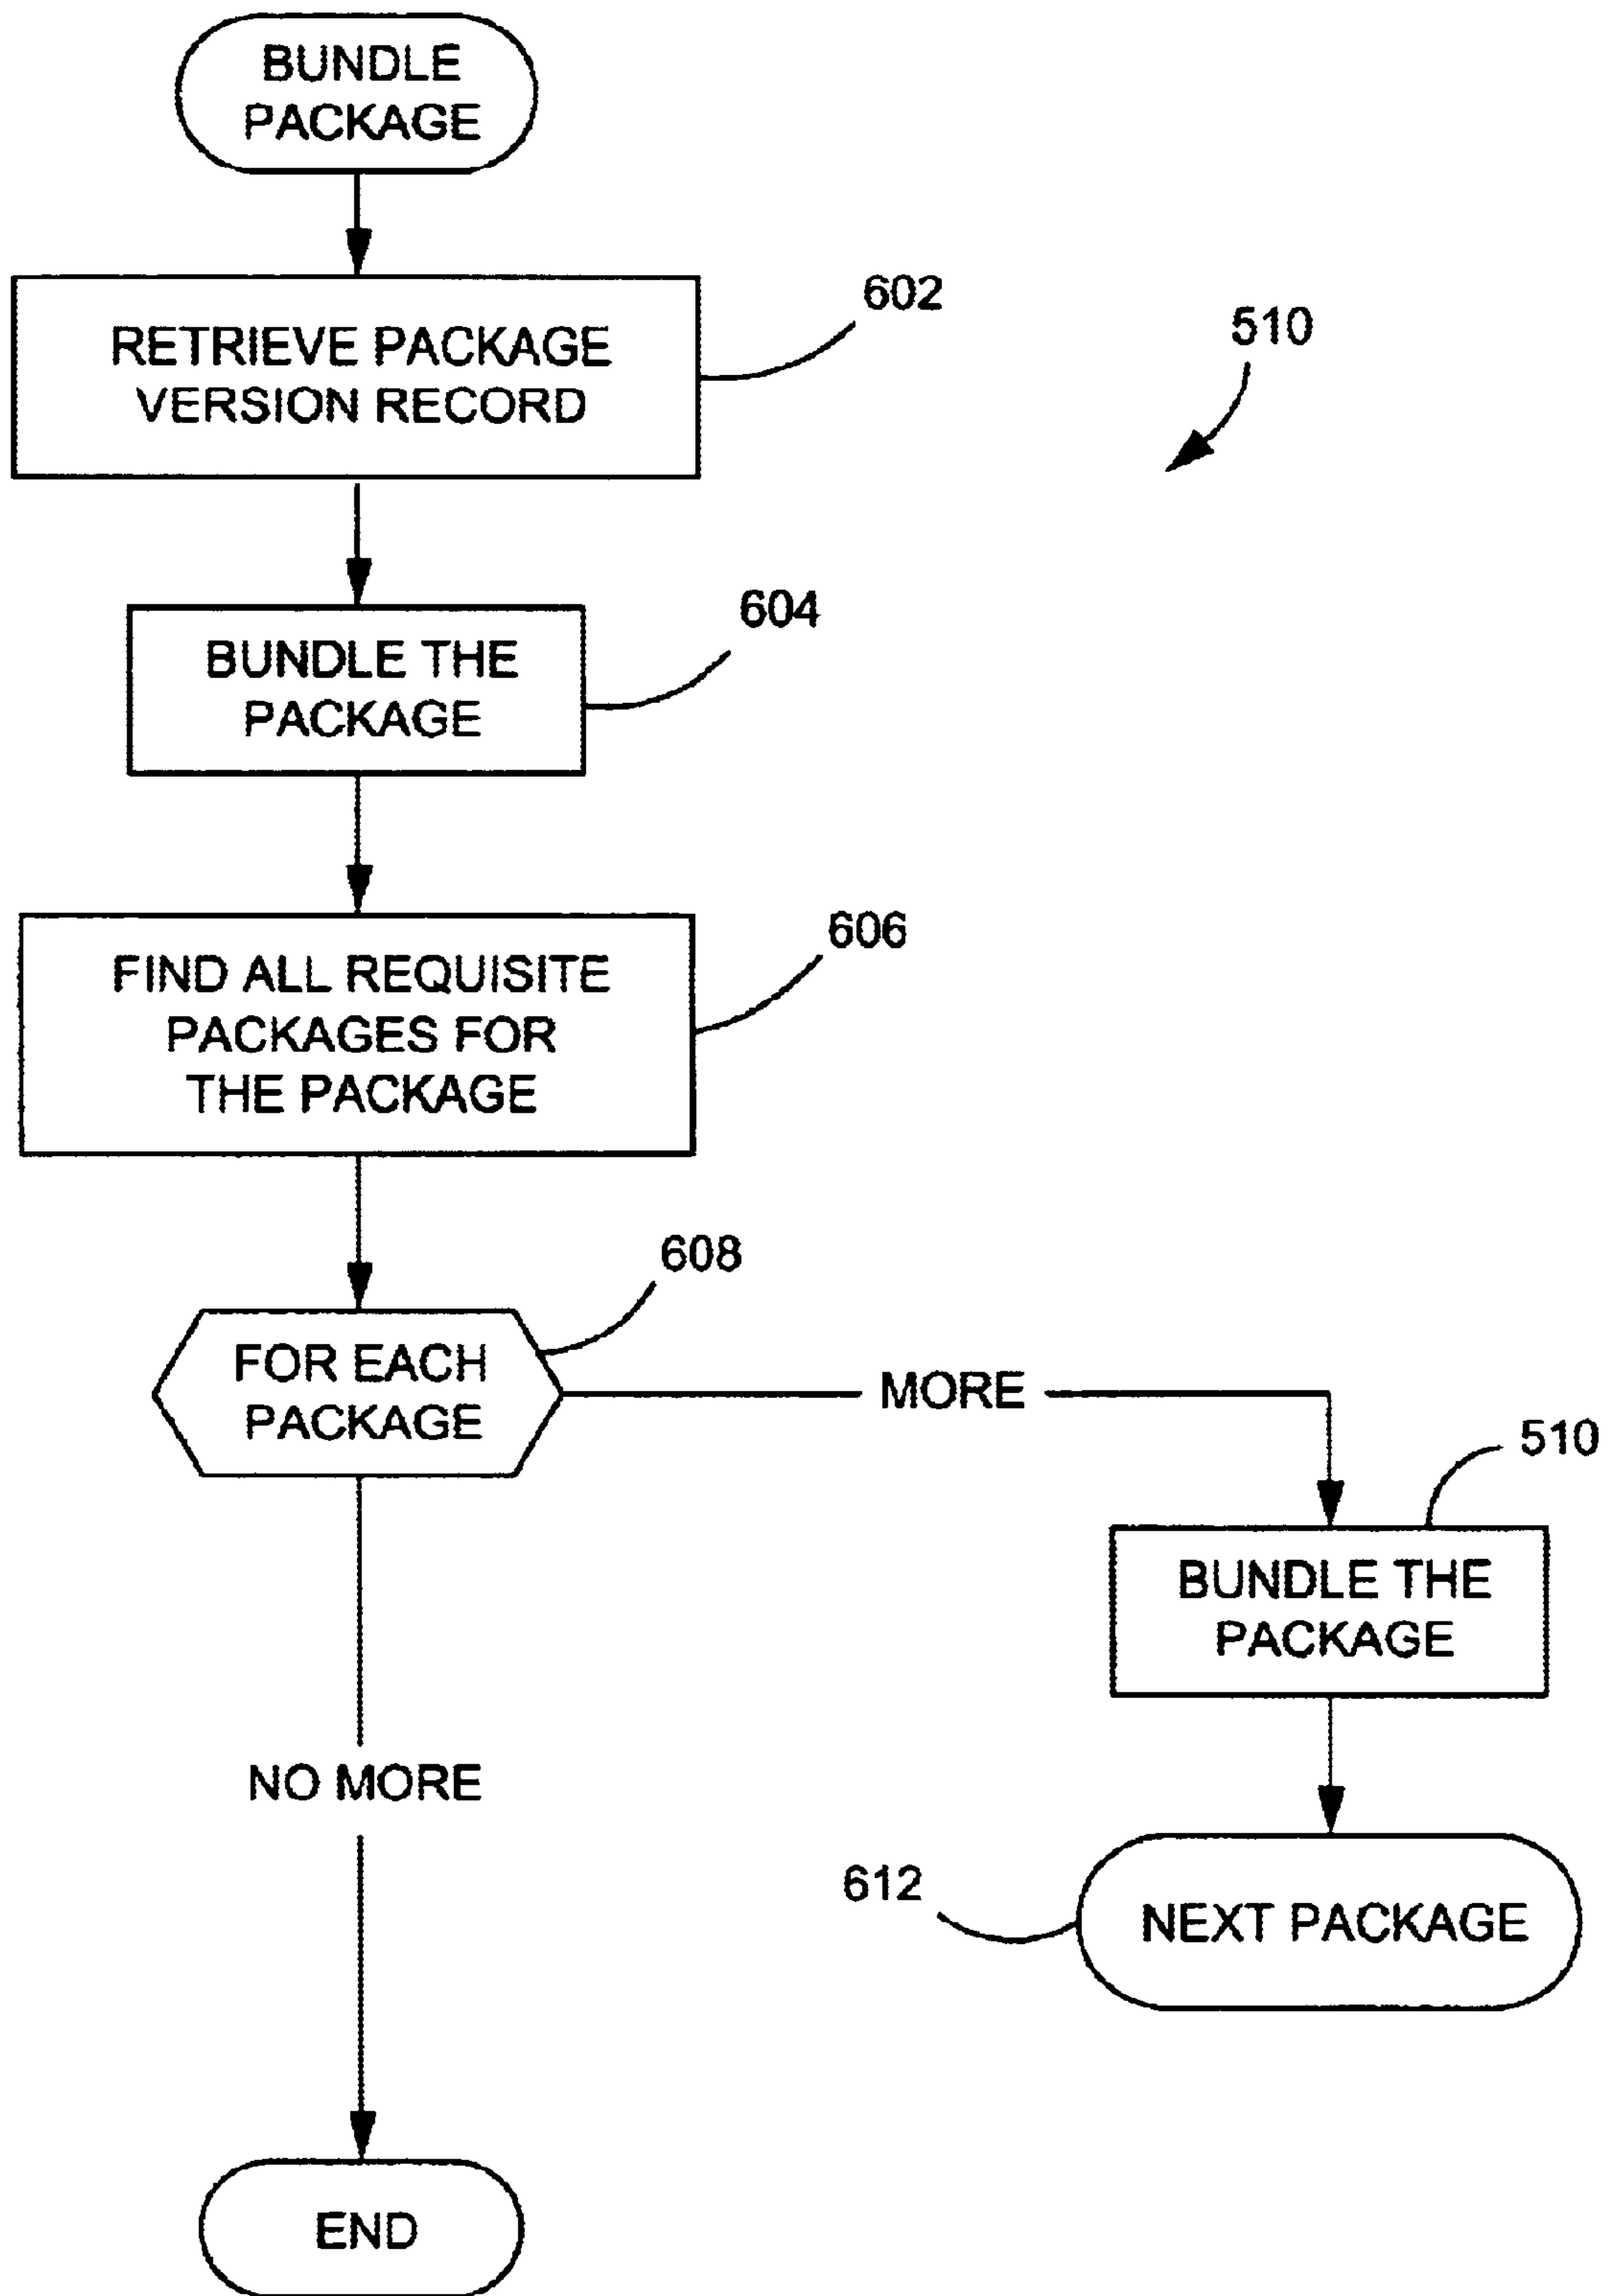 BUNDLE
PACKAGE
602
RETRIEVE PACKAGE
VERSION RECORD
510
604
BUNDLE THE
PACKAGE
606
FIND ALL REQUISITE
PACKAGES FOR
THE PACKAGE
608
FOR EACH
PACKAGE
MORE
510
BUNDLE THE
PACKAGE
NO MORE
612
NEXT PACKAGE
END